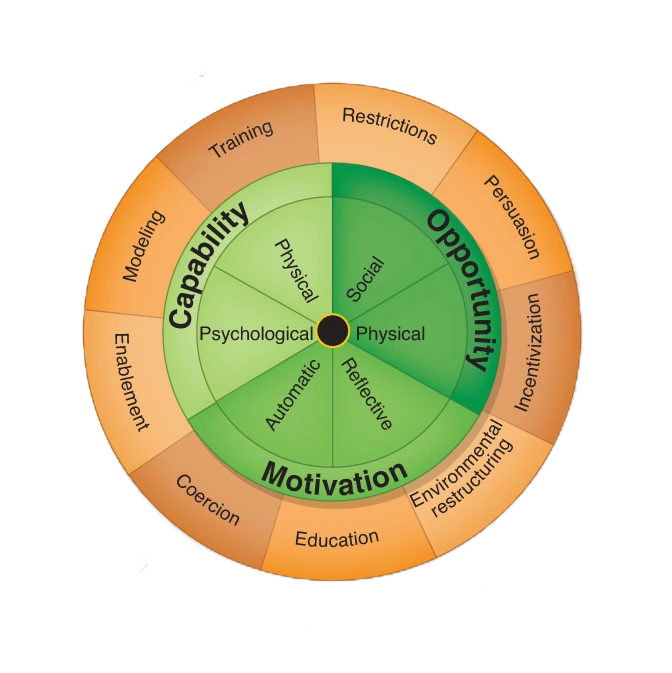 Restrictions
Persuasion
Incentivization
Environmental
restructuring
Education
Coercion
Enablement
Modeling
Training
Capability
Opportunity
Motivation
Physical
Social
Psychological
Physical
Automatic
Reflective